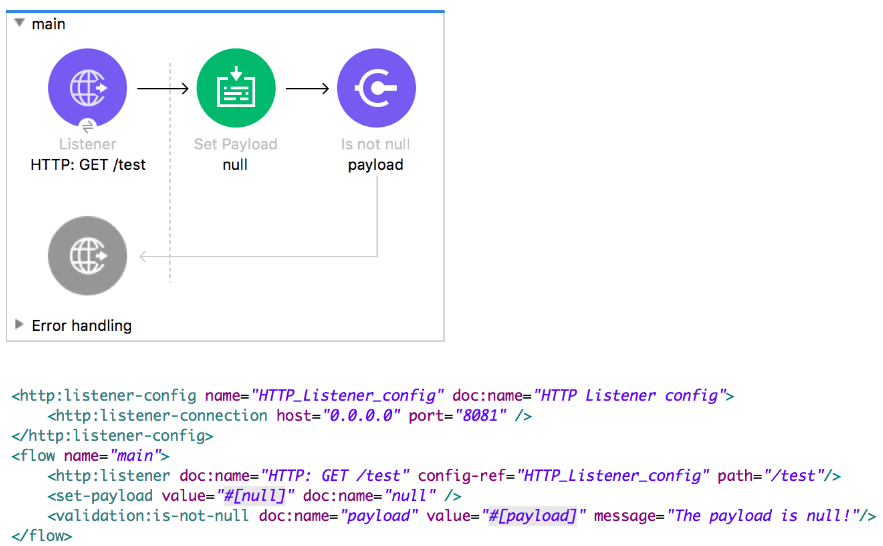 main
Listener Set Payload Is not null
HTTP: GET /test null payload
Error handling
<http:listener-config name="HTTP_Listener_config" doc:name="HTTP Listener config">
    <http:listener-connection host="0.0.0.0" port="8081" />
</http:listener-config>
<flow name="main">
    <http:listener doc:name="HTTP: GET /test" config-ref="HTTP_Listener_config" path="/test"/>
    <set-payload value="#[null]" doc:name="null" />
    <validation:is-not-null doc:name="payload" value="#[payload]" message="The payload is null!"/>
</flow>